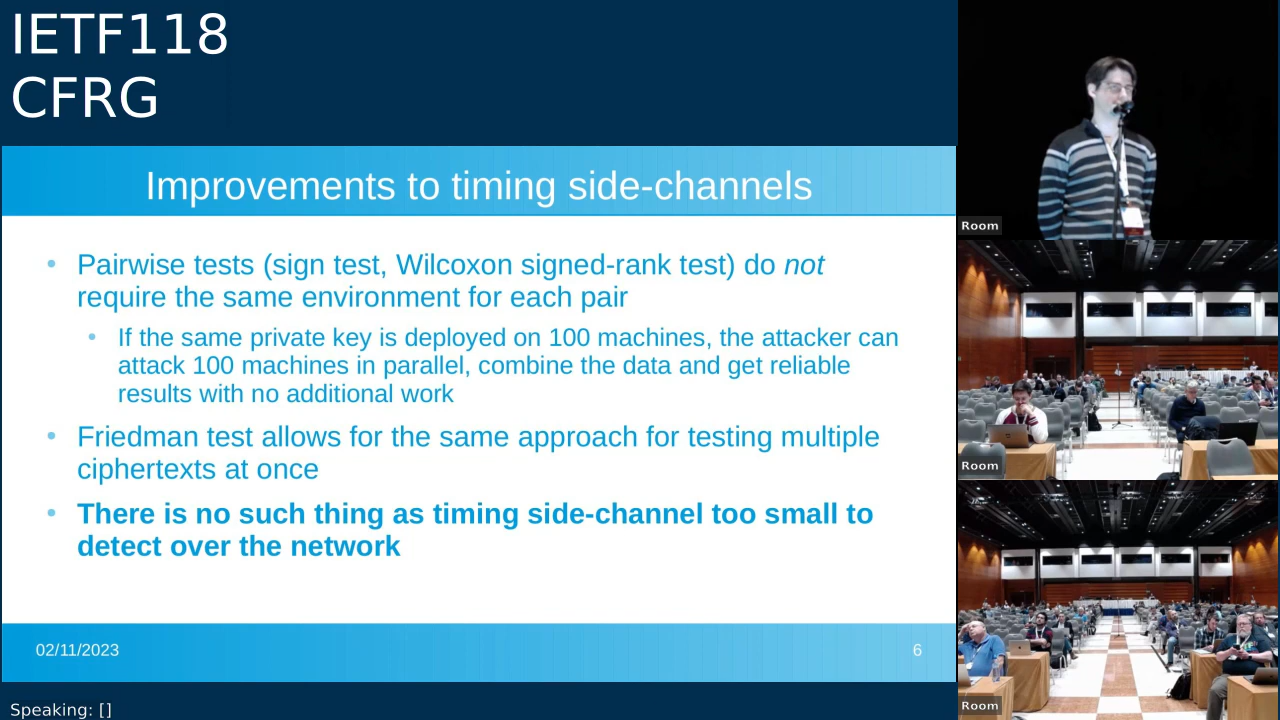 IETF118
CFRG
Improvements to timing side-channels
• Pairwise tests (sign test, Wilcoxon signed-rank test) do not
require the same environment for each pair
• If the same private key is deployed on 100 machines, the attacker can
attack 100 machines in parallel, combine the data and get reliable
results with no additional work
• Friedman test allows for the same approach for testing multiple
ciphertexts at once
• There is no such thing as timing side-channel too small to
detect over the network
02/11/2023
6
Speaking: []
Room
Room
Room